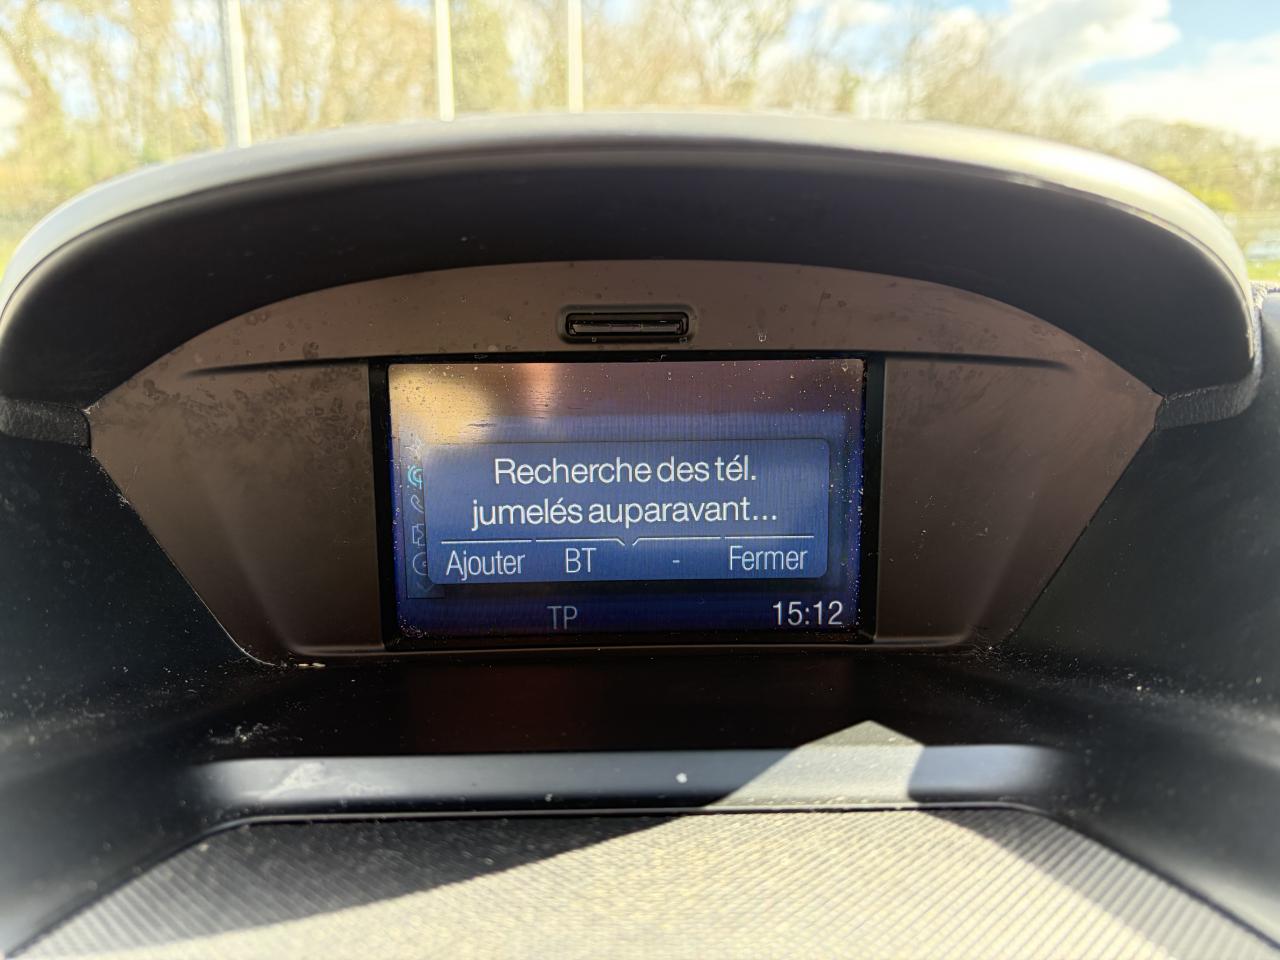 Recherche des tél.
jumelés auparavant...
Ajouter BT - Fermer
TP 15:12